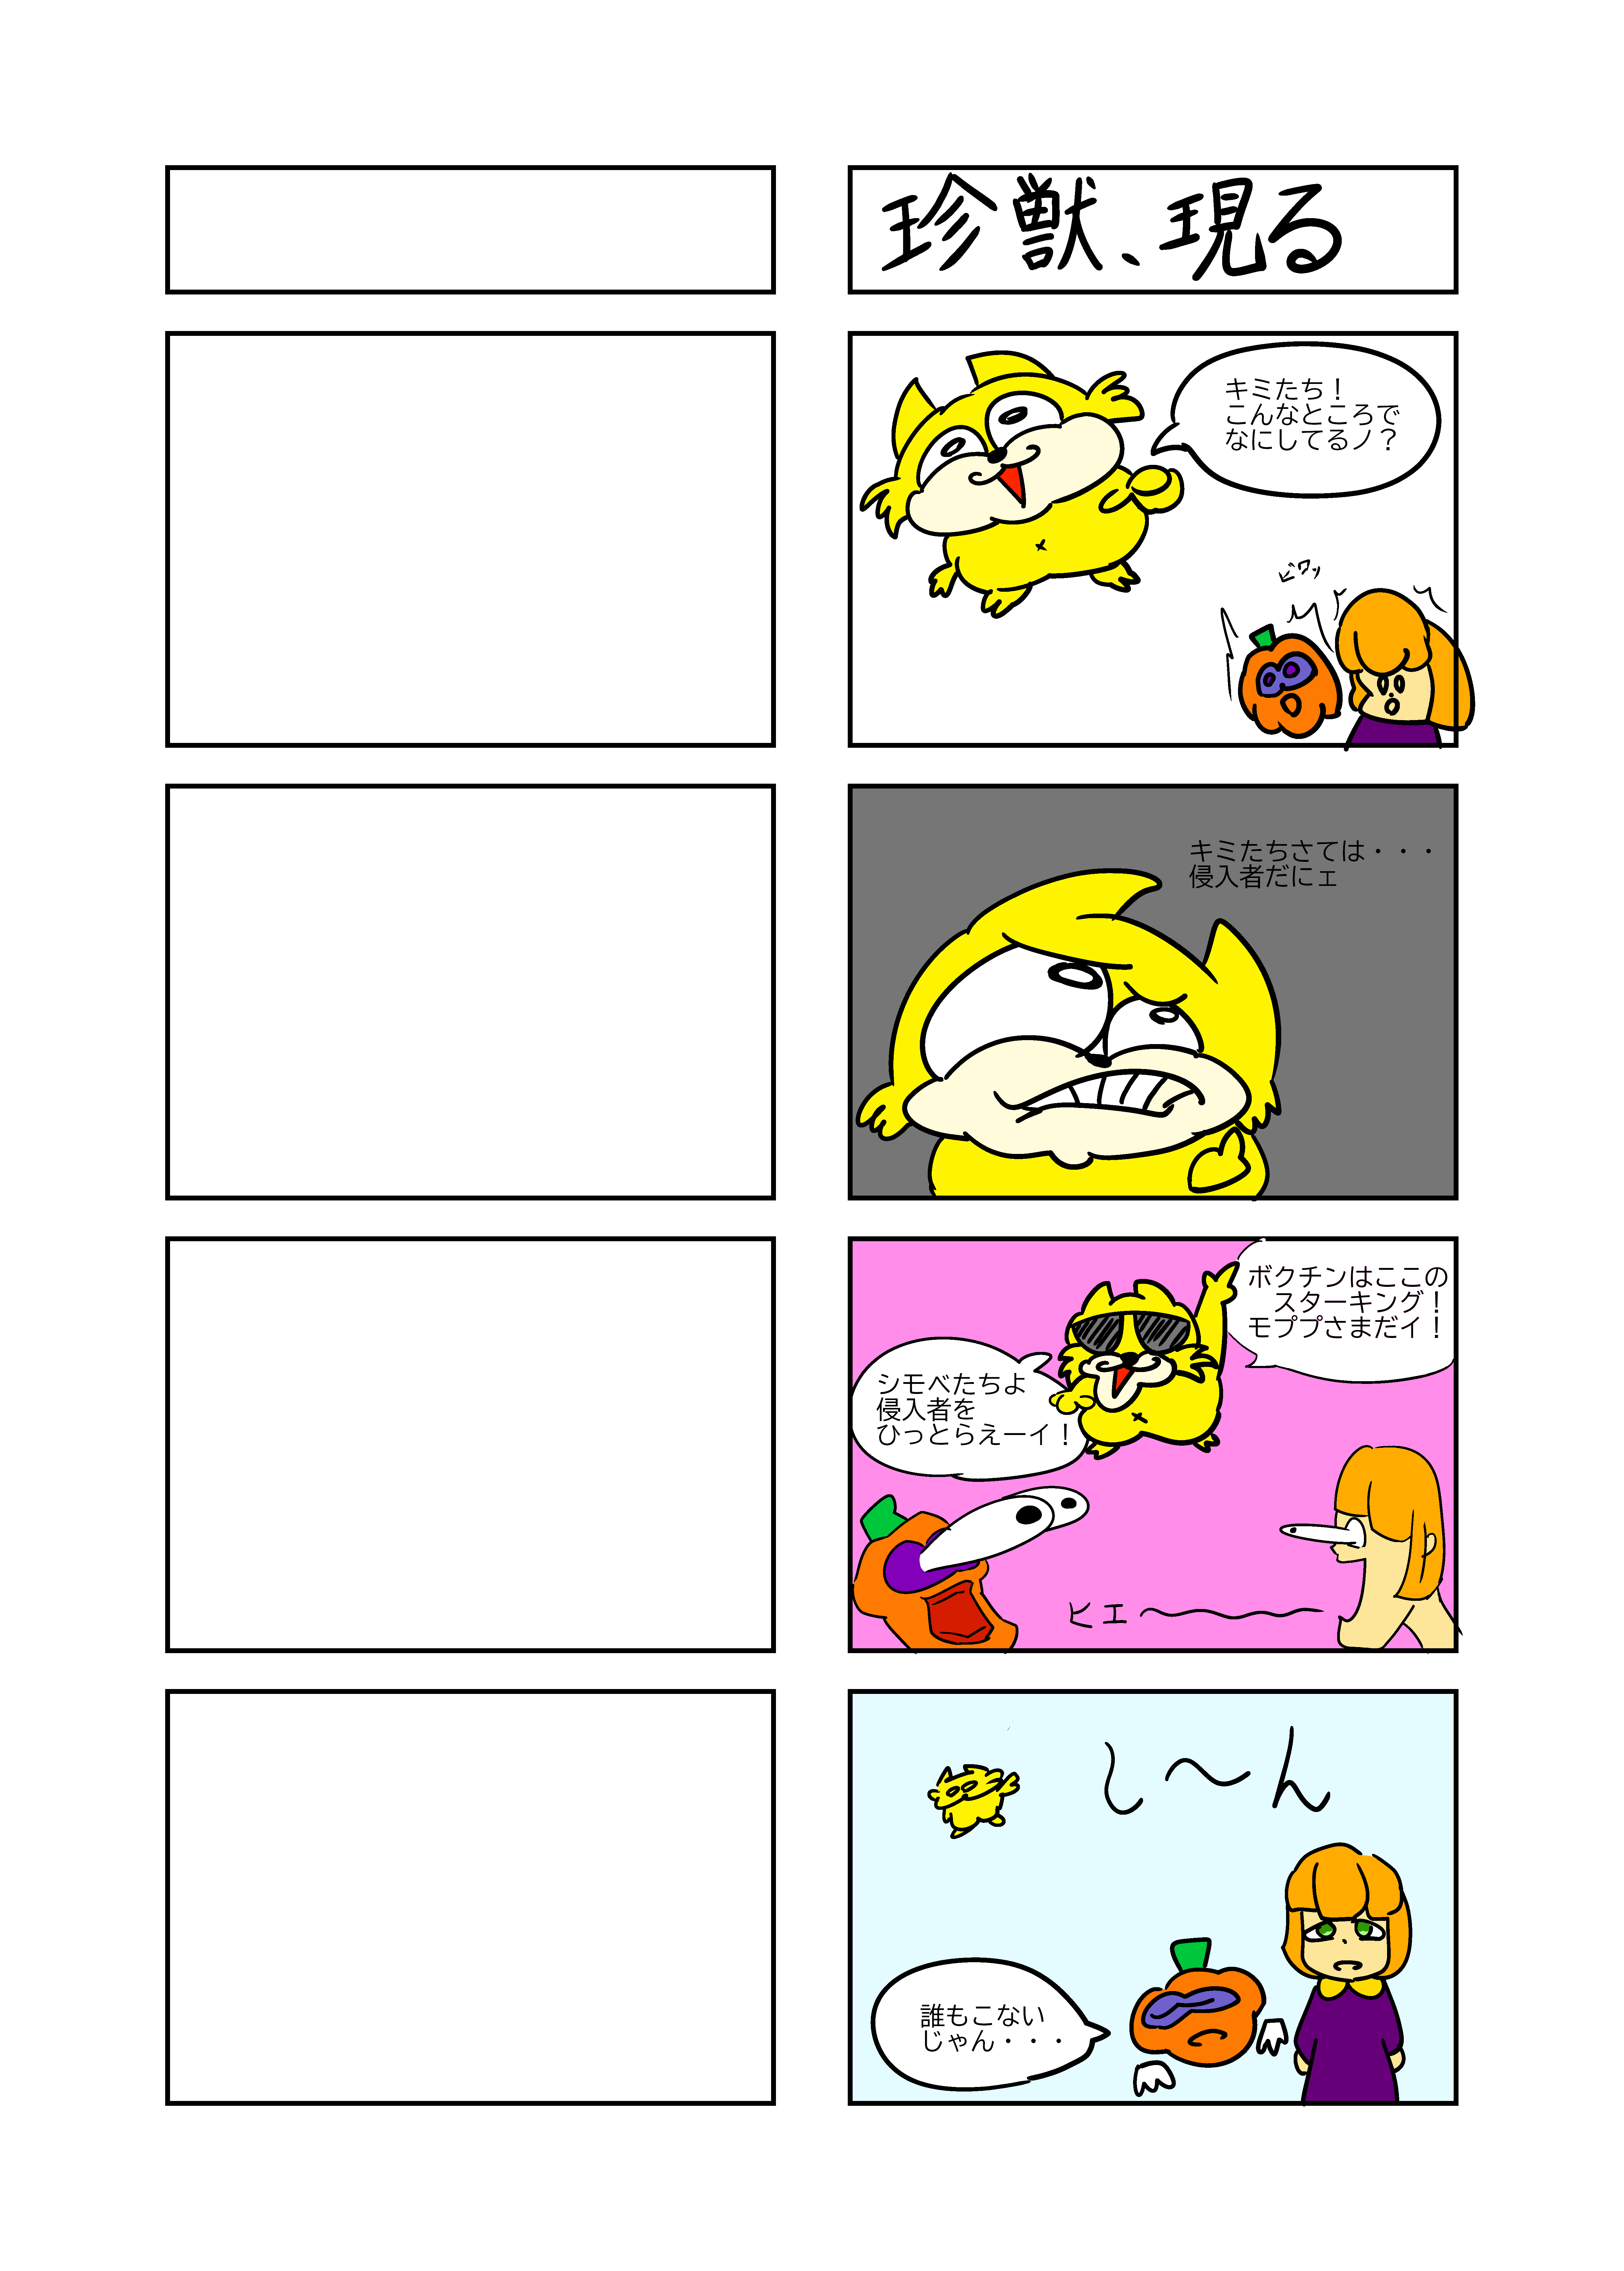 珍獣、現る
キミたち！
こんなところで
なにしてるノ？
ビクッ
キミたちさては・・・
侵入者だにェ
ボクチンはここの
スターキング！
モププさまだイ！
シモベたちよ
侵入者を
ひっとらえーイ！
ヒエ〜
し〜ん
誰もこない
じゃん・・・